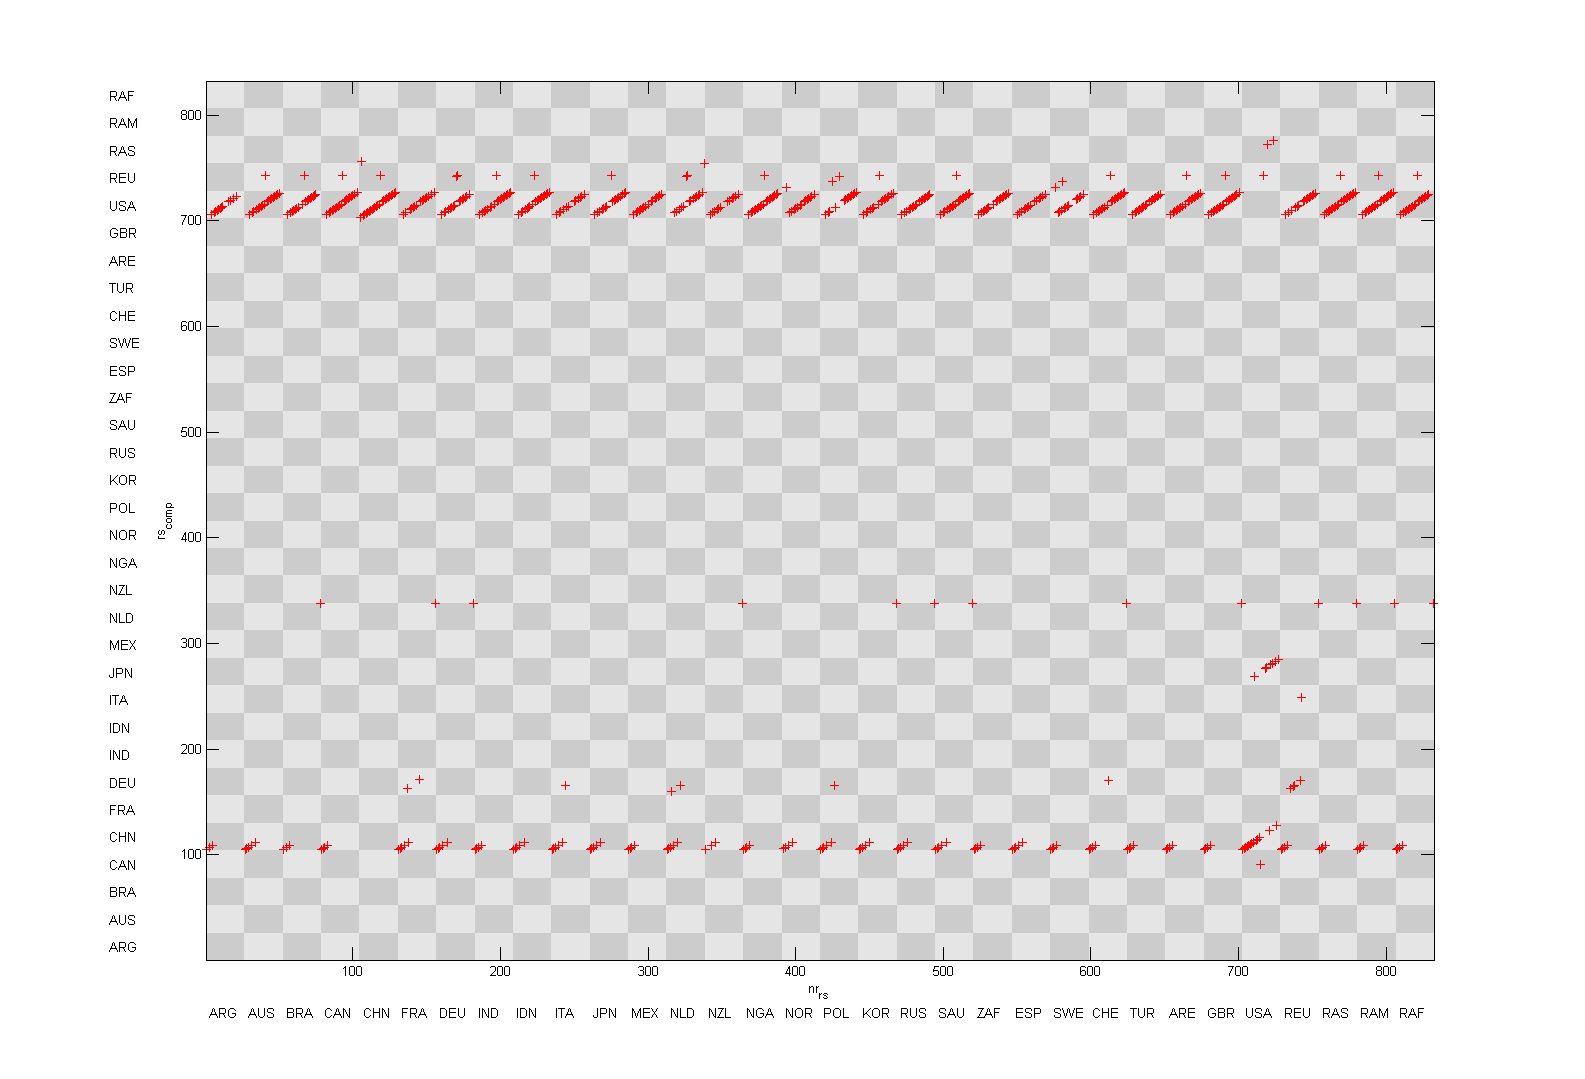 RAF
800
RAM
RAS
REU
USA
700
GBR
ARE
TUR
CHE
600
SWE
ESP
ZAF
SAU
500
RUS
KOR
POL
rs comp
NOR
400
NGA
NZL
NLD
MEX
300
JPN
ITA
IDN
IND
200
DEU
FRA
CHN
100
CAN
BRA
AUS
ARG
100 200 300 400 500 600 700 800
nr rs
ARG AUS BRA CAN CHN FRA DEU IND IDN ITA JPN MEX NLD NZL NGA NOR POL KOR RUS SAU ZAF ESP SWE CHE TUR ARE GBR USA REU RAS RAM RAF